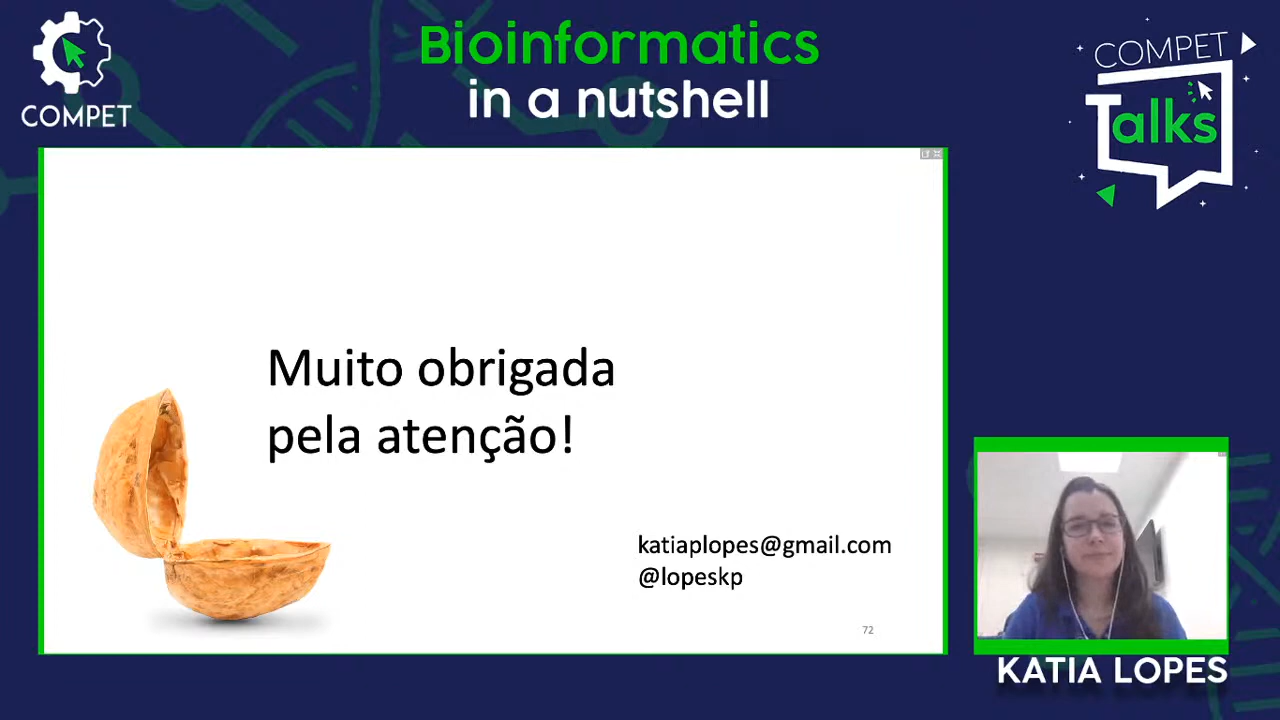 COMPET
Bioinformatics
in a nutshell
COMPET
Talks
Muito obrigada
pela atenção!
katiaplopes@gmail.com
@lopeskp
72
KATIA LOPES